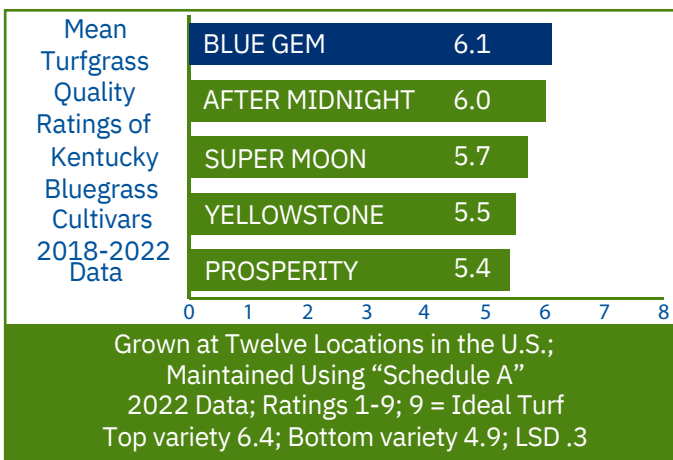 Mean
Turfgrass
Quality
Ratings of
Kentucky
Bluegrass
Cultivars
2018-2022
Data
BLUE GEM 6.1
AFTER MIDNIGHT 6.0
SUPER MOON 5.7
YELLOWSTONE 5.5
PROSPERITY 5.4
0 1 2 3 4 5 6 7 8
Grown at Twelve Locations in the U.S.;
Maintained Using “Schedule A”
2022 Data; Ratings 1-9; 9 = Ideal Turf
Top variety 6.4; Bottom variety 4.9; LSD .3